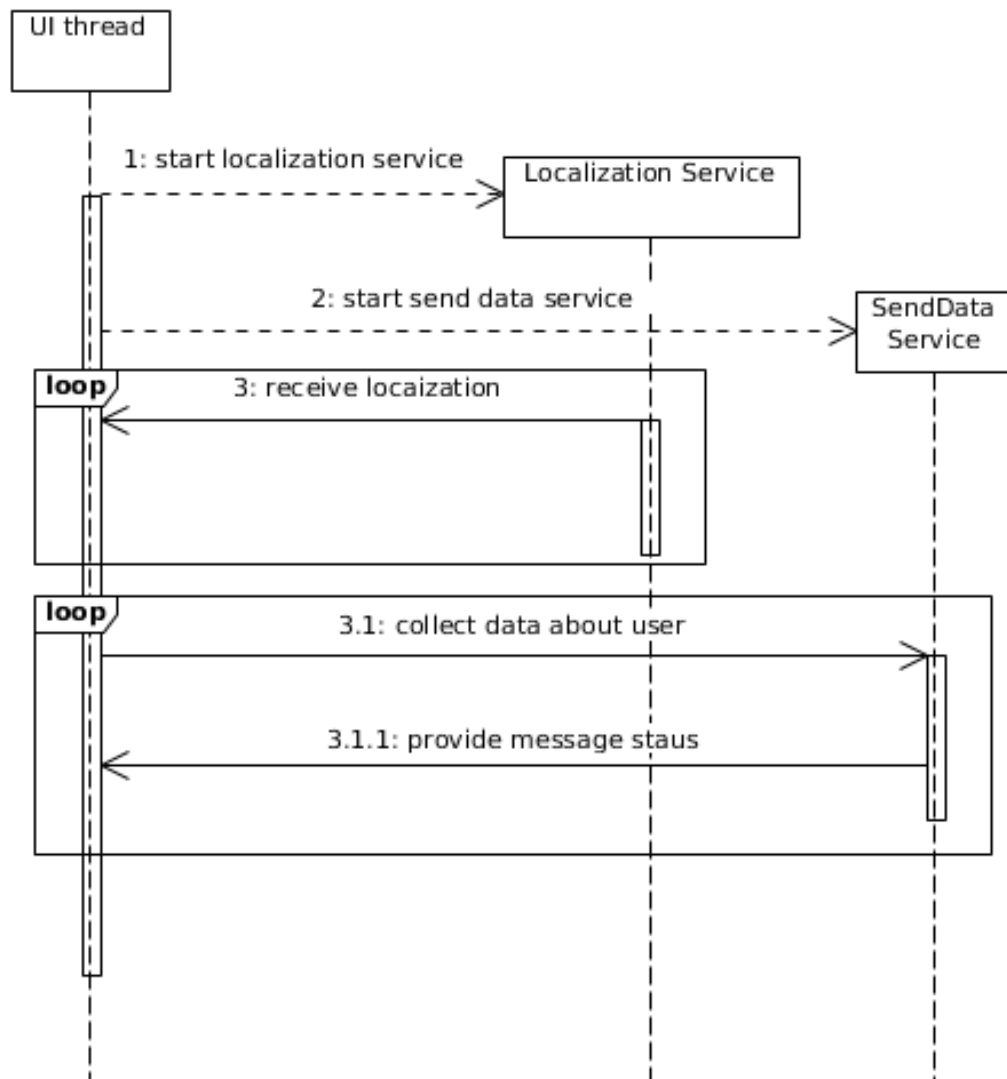 UI thread
1: start localization service
Localization Service
2: start send data service
SendData
Service
loop
3: receive locaization
loop
3.1: collect data about user
3.1.1: provide message staus